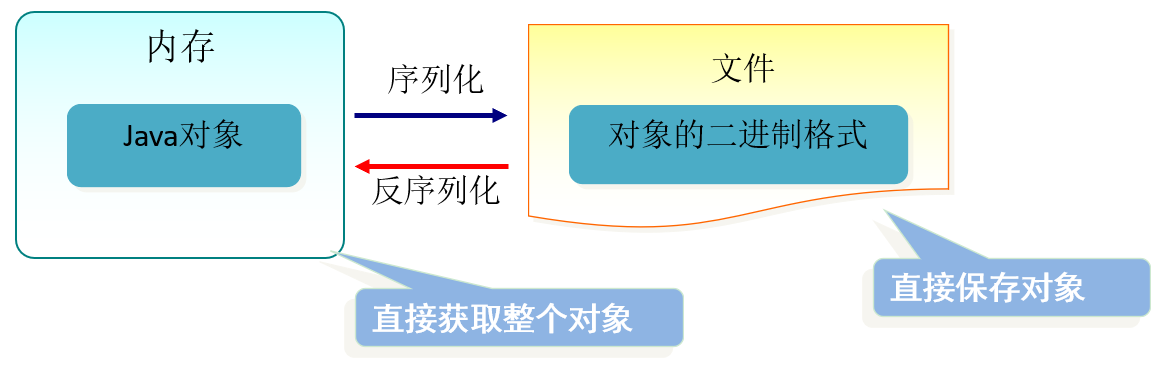 内存
Java对象
序列化
反序列化
文件
对象的二进制格式
直接获取整个对象
直接保存对象